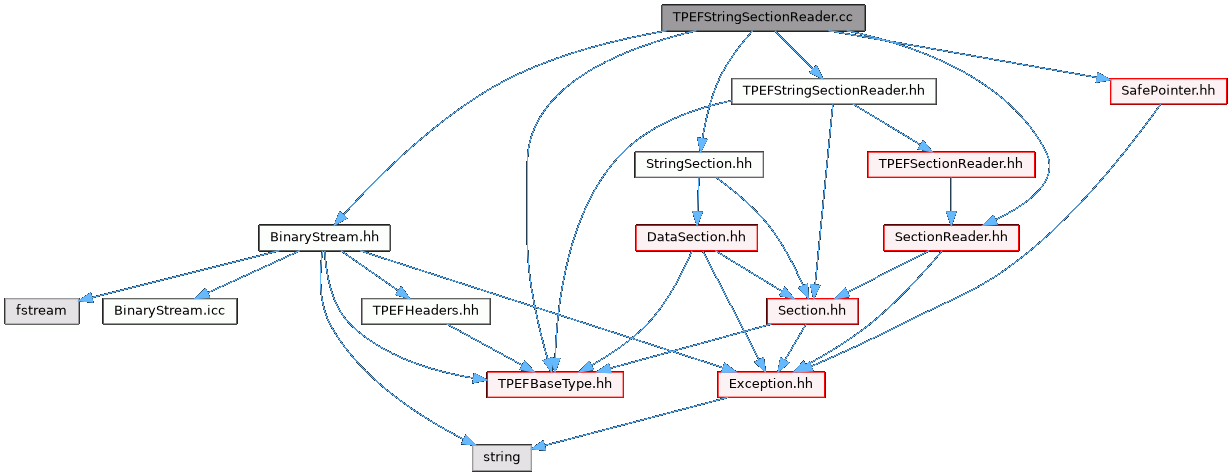 TPEFStringSectionReader.cc
TPEFStringSectionReader.hh
SafePointer.hh
StringSection.hh
TPEFSectionReader.hh
BinaryStream.hh
DataSection.hh
SectionReader.hh
fstream
BinaryStream.icc
TPEFHeaders.hh
Section.hh
TPEFBaseType.hh
Exception.hh
string